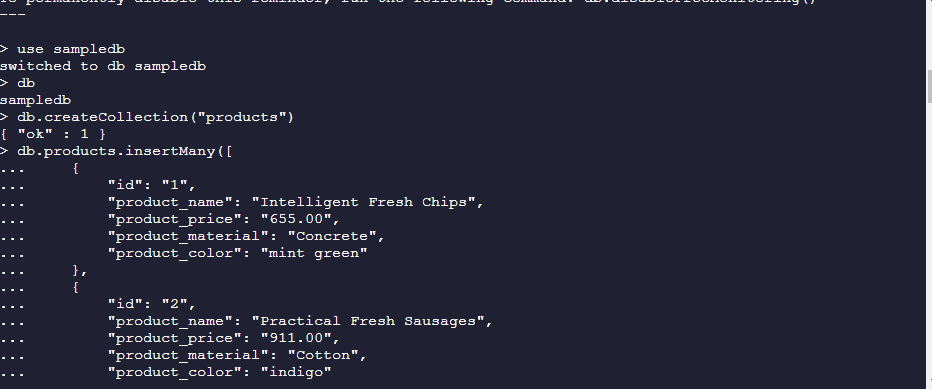 ---
> use sampledb
switched to db sampledb
> db
sampledb
> db.createCollection("products")
{ "ok" : 1 }
> db.products.insertMany([
... {
... "id": "1",
... "product_name": "Intelligent Fresh Chips",
... "product_price": "655.00",
... "product_material": "Concrete",
... "product_color": "mint green"
... },
... {
... "id": "2",
... "product_name": "Practical Fresh Sausages",
... "product_price": "911.00",
... "product_material": "Cotton",
... "product_color": "indigo"